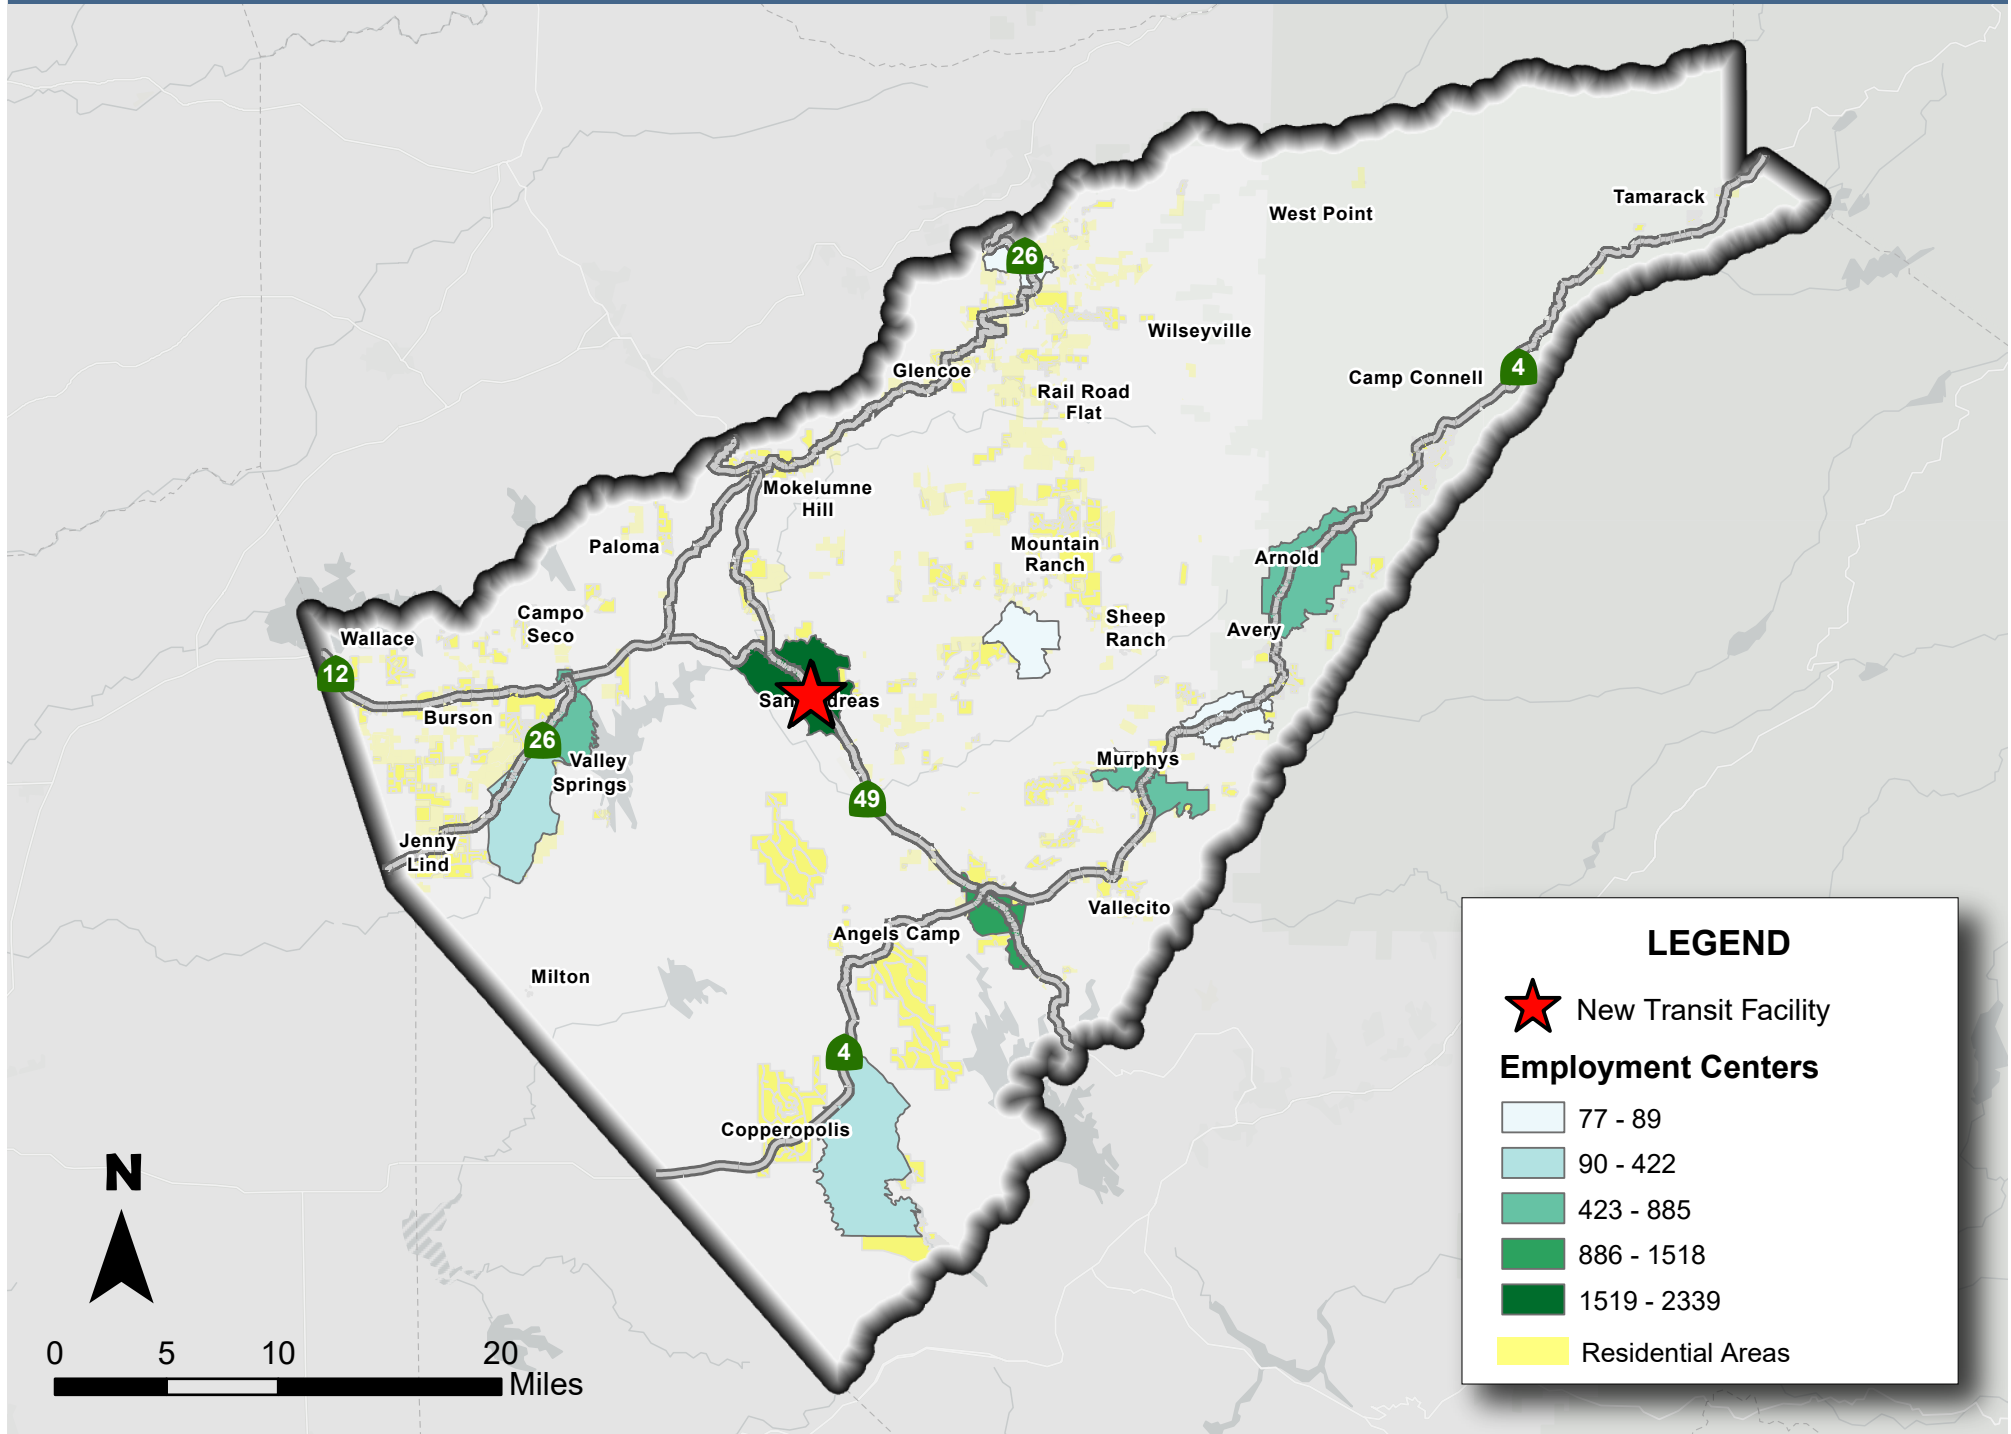 Tamarack
West Point
26
Wilseyville
4
Camp Connell
Glencoe
Rail Road
Flat
Mokelumne
Hill
Paloma
Mountain
Ranch
Arnold
Campo
Seco
Sheep
Ranch
Wallace
Avery
12
San
dreas
Burson
26
Valley
Springs
Murphys
49
Jenny
Lind
Vallecito
Angels Camp
Milton
4
Copperopolis
N
0 5 10 20
Miles
LEGEND
New Transit Facility
Employment Centers
77 - 89
90 - 422
423 - 885
886 - 1518
1519 - 2339
Residential Areas